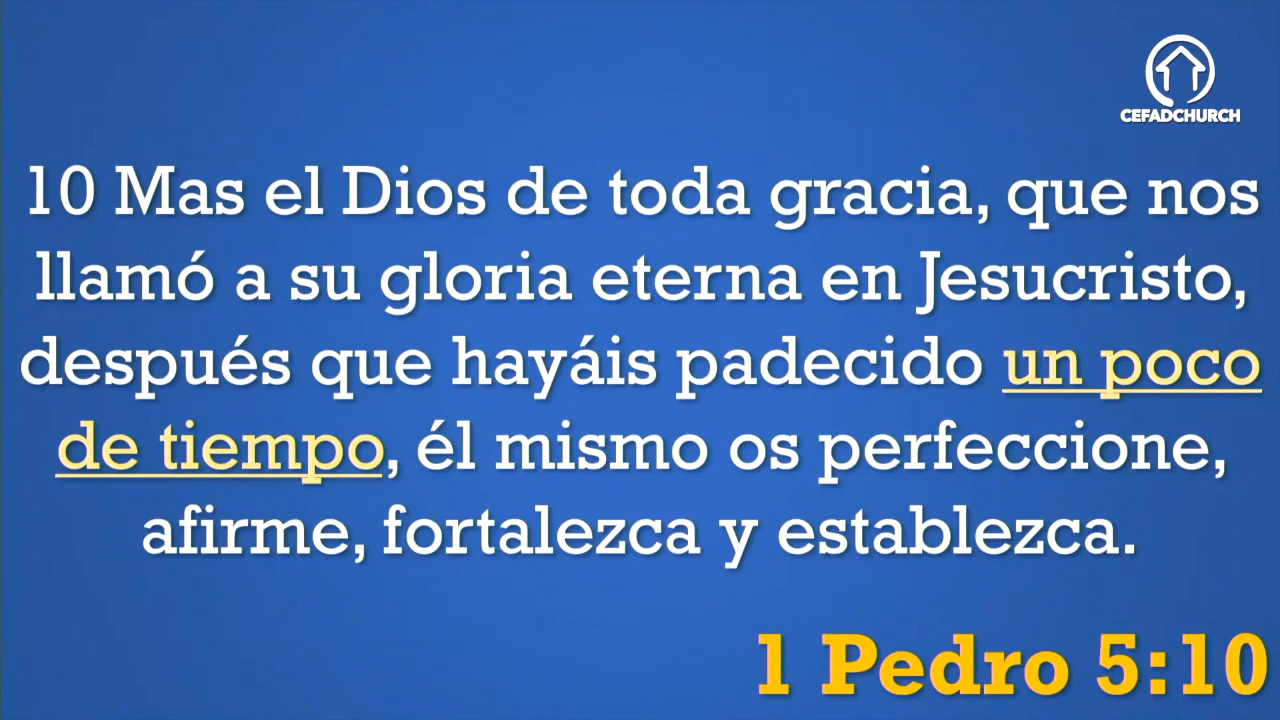 CEFADCHURCH
10 Mas el Dios de toda gracia, que nos
llamó a su gloria eterna en Jesucristo,
después que hayáis padecido un poco
de tiempo, él mismo os perfeccione,
afirme, fortalezca y establezca.
1 Pedro 5:10